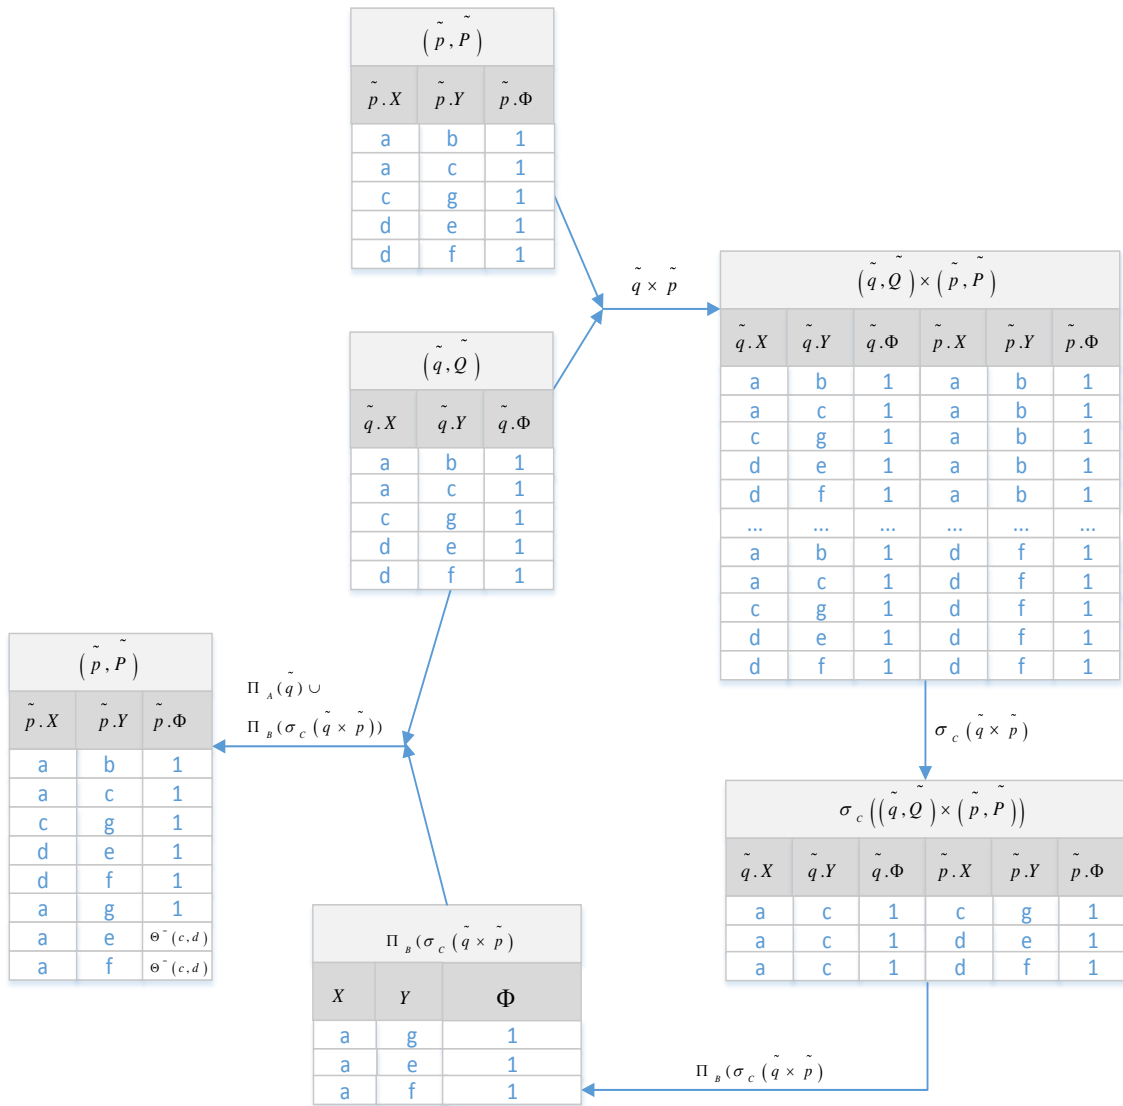 ( p̃ , P̃ )
p̃ . X p̃ . Y p̃ . Φ
a b 1
a c 1
c g 1
d e 1
d f 1
q̃ × p̃
( q̃ , Q̃ )
q̃ . X q̃ . Y q̃ . Φ
a b 1
a c 1
c g 1
d e 1
d f 1
( q̃ , Q̃ ) × ( p̃ , P̃ )
q̃ . X q̃ . Y q̃ . Φ p̃ . X p̃ . Y p̃ . Φ
a b 1 a b 1
a c 1 a b 1
c g 1 a b 1
d e 1 a b 1
d f 1 a b 1
... ... ... ... ... ...
a b 1 d f 1
a c 1 d f 1
c g 1 d f 1
d e 1 d f 1
d f 1 d f 1
σ_C ( q̃ × p̃ )
σ_C ( ( q̃ , Q̃ ) × ( p̃ , P̃ ) )
q̃ . X q̃ . Y q̃ . Φ p̃ . X p̃ . Y p̃ . Φ
a c 1 c g 1
a c 1 d e 1
a c 1 d f 1
Π_B ( σ_C ( q̃ × p̃ )
Π_B ( σ_C ( q̃ × p̃ )
X Y Φ
a g 1
a e 1
a f 1
Π_A ( q̃ ) ∪
Π_B ( σ_C ( q̃ × p̃ ) )
( p̃ , P̃ )
p̃ . X p̃ . Y p̃ . Φ
a b 1
a c 1
c g 1
d e 1
d f 1
a g 1
a e Θ˜ ( c , d )
a f Θ˜ ( c , d )